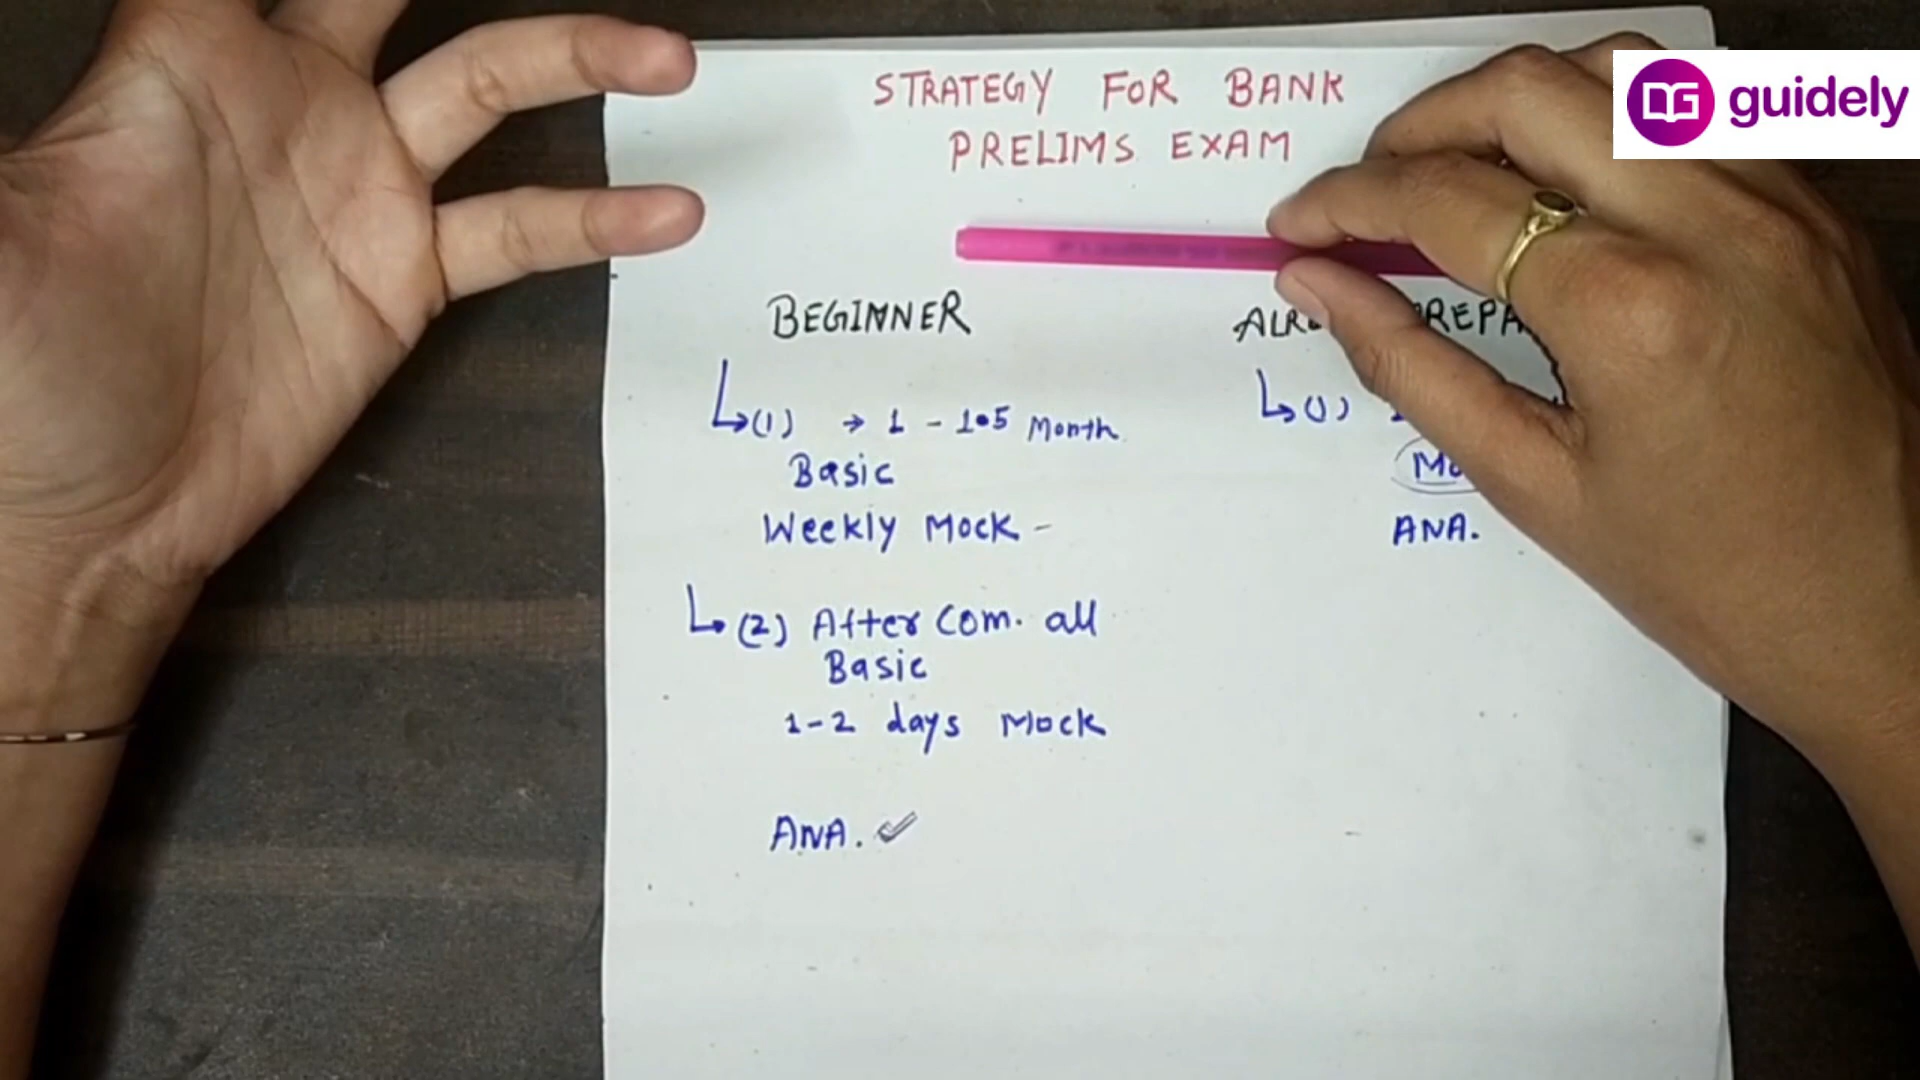 STRATEGY FOR BANK
PRELIMS EXAM
guidely
BEGINNER
(1) → 1 - 1.5 Month
Basic
Weekly Mock -
(2) After Com. all
Basic
1-2 days Mock
ANA. ✓
(1)
ANA.